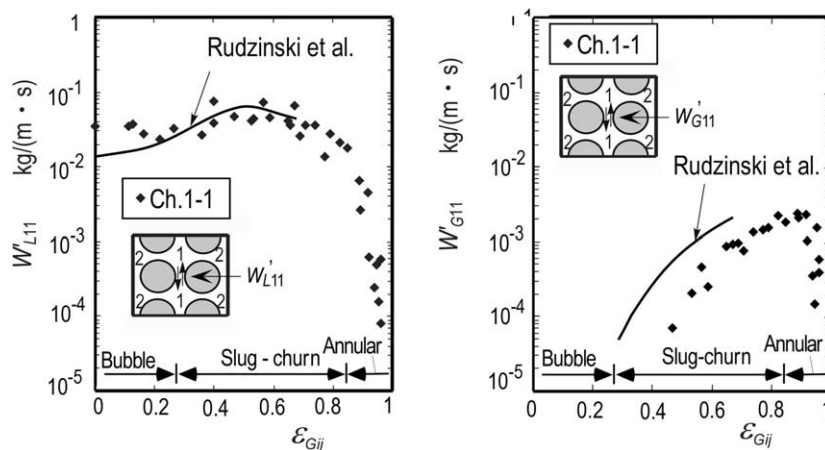 1
10⁻¹
10⁻²
10⁻³
10⁻⁴
10⁻⁵
W'L11 kg/(m・s)
Rudzinski et al.
◆ Ch.1-1
2 1 2
2 1 2
WL11'
Bubble
Slug - churn
Annular
0 0.2 0.4 0.6 0.8 1
εGij
10⁻¹
10⁻²
10⁻³
10⁻⁴
10⁻⁵
W'G11 kg/(m・s)
◆ Ch.1-1
2 1 2
2 1 2
WG11'
Rudzinski et al.
Bubble
Slug-churn
Annular
0 0.2 0.4 0.6 0.8
εGij